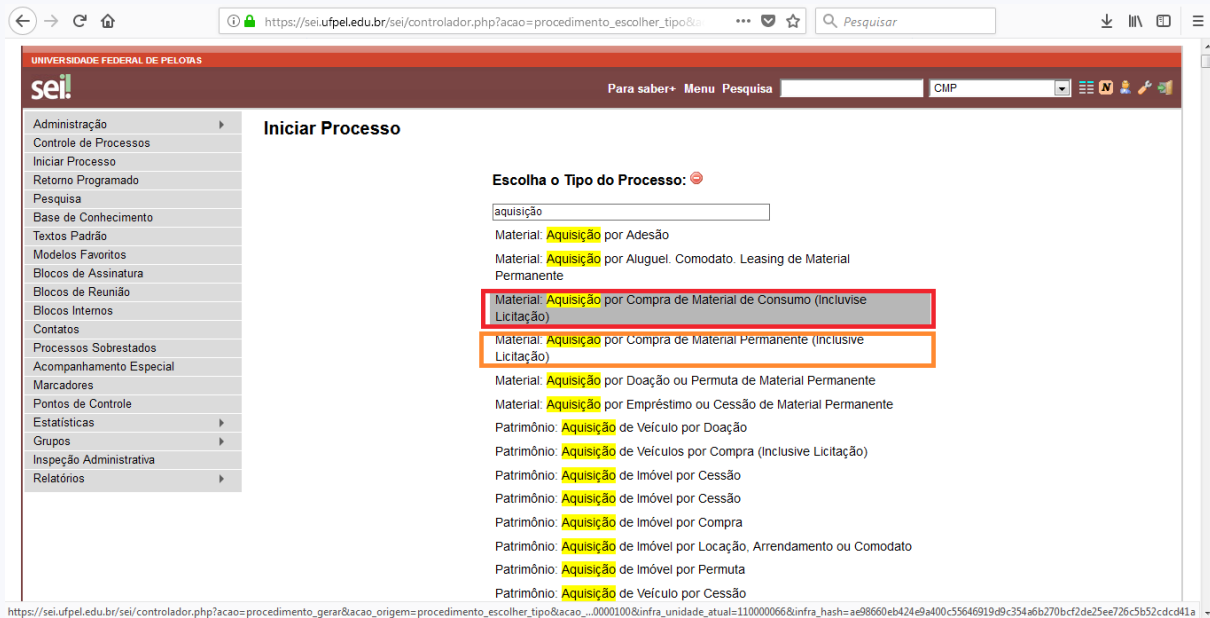 https://sei.ufpel.edu.br/sei/controlador.php?acao=procedimento_escolher_tipo&a
Pesquisar
UNIVERSIDADE FEDERAL DE PELOTAS
sei!
Para saber+ Menu Pesquisa
CMP
Administração
Controle de Processos
Iniciar Processo
Retorno Programado
Pesquisa
Base de Conhecimento
Textos Padrão
Modelos Favoritos
Blocos de Assinatura
Blocos de Reunião
Blocos Internos
Contatos
Processos Sobrestados
Acompanhamento Especial
Marcadores
Pontos de Controle
Estatísticas
Grupos
Inspeção Administrativa
Relatórios
Iniciar Processo
Escolha o Tipo do Processo:
aquisição
Material: Aquisição por Adesão
Material: Aquisição por Aluguel. Comodato. Leasing de Material
Permanente
Material: Aquisição por Compra de Material de Consumo (Incluvise
Licitação)
Material: Aquisição por Compra de Material Permanente (Inclusive
Licitação)
Material: Aquisição por Doação ou Permuta de Material Permanente
Material: Aquisição por Empréstimo ou Cessão de Material Permanente
Patrimônio: Aquisição de Veículo por Doação
Patrimônio: Aquisição de Veículos por Compra (Inclusive Licitação)
Patrimônio: Aquisição de Imóvel por Cessão
Patrimônio: Aquisição de Imóvel por Cessão
Patrimônio: Aquisição de Imóvel por Compra
Patrimônio: Aquisição de Imóvel por Locação, Arrendamento ou Comodato
Patrimônio: Aquisição de Imóvel por Permuta
Patrimônio: Aquisição de Veículo por Cessão
https://sei.ufpel.edu.br/sei/controlador.php?acao=procedimento_gerar&acao_origem=procedimento_escolher_tipo&acao_...0000100&infra_unidade_atual=110000066&infra_hash=ae98660eb424e9a400c55646919d9c354a6b270bcf2de25ee726c5b52cdcd41a